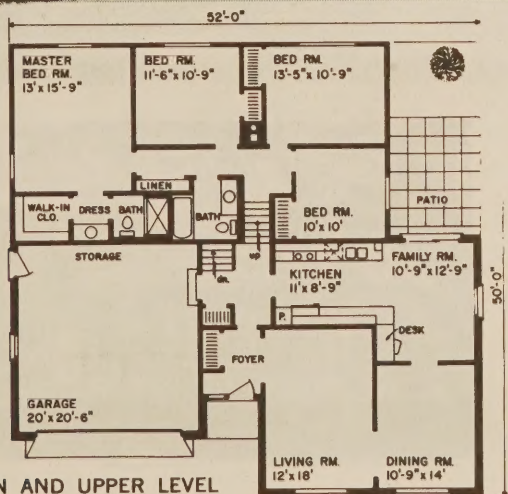 52'-0"
MASTER
BED RM.
13' x 15'-9"
BED RM.
11'-6" x 10'-9"
BED RM.
13'-5" x 10'-9"
LINEN
WALK-IN
CLO.
DRESS
BATH
BATH
BED RM.
10' x 10'
PATIO
STORAGE
dn.
up
KITCHEN
11' x 8'-9"
FAMILY RM.
10'-9" x 12'-9"
50'-0"
P.
DESK
FOYER
GARAGE
20' x 20'-6"
LIVING RM.
12' x 18'
DINING RM.
10'-9" x 14'
N AND UPPER LEVEL